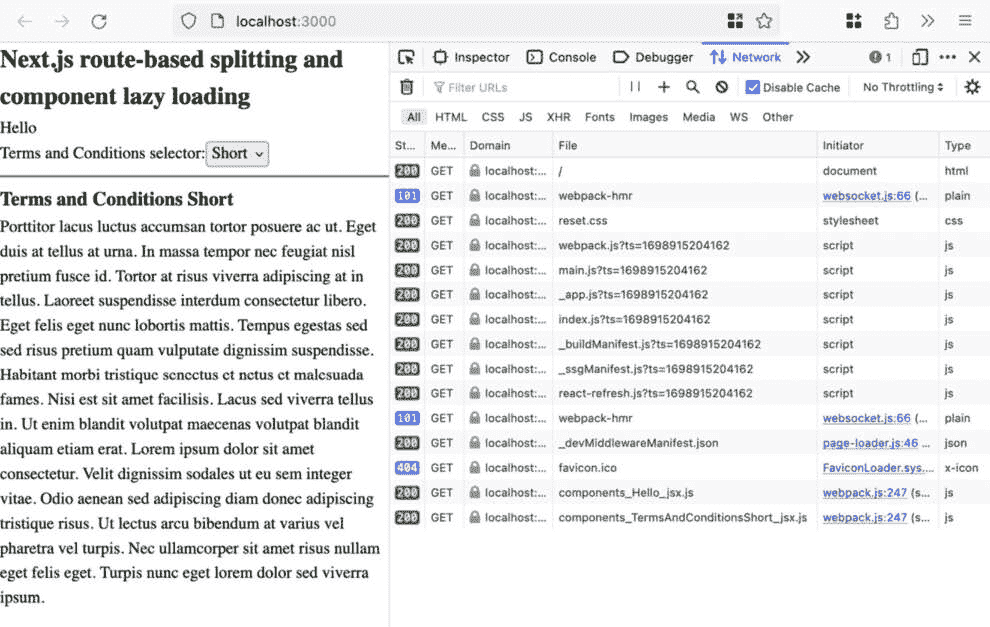 localhost:3000
Next.js route-based splitting and
component lazy loading
Hello
Terms and Conditions selector: Short
Terms and Conditions Short
Porttitor lacus luctus accumsan tortor posuere ac ut. Eget
duis at tellus at urna. In massa tempor nec feugiat nisl
pretium fusce id. Tortor at risus viverra adipiscing at in
tellus. Laoreet suspendisse interdum consectetur libero.
Eget felis eget nunc lobortis mattis. Tempus egestas sed
sed risus pretium quam vulputate dignissim suspendisse.
Habitant morbi tristique senectus et netus et malesuada
fames. Nisi est sit amet facilisis. Lacus sed viverra tellus
in. Ut enim blandit volutpat maecenas volutpat blandit
aliquam etiam erat. Lorem ipsum dolor sit amet
consectetur. Velit dignissim sodales ut eu sem integer
vitae. Odio aenean sed adipiscing diam donec adipiscing
tristique risus. Ut lectus arcu bibendum at varius vel
pharetra vel turpis. Nec ullamcorper sit amet risus nullam
eget felis eget. Turpis nunc eget lorem dolor sed viverra
ipsum.
Inspector Console Debugger Network 1
Filter URLs Disable Cache No Throttling
All HTML CSS JS XHR Fonts Images Media WS Other
St... Me... Domain File Initiator Type
200 GET localhost:... / document html
101 GET localhost:... webpack-hmr websocket.js:66 (... plain
200 GET localhost:... reset.css stylesheet css
200 GET localhost:... webpack.js?ts=1698915204162 script js
200 GET localhost:... main.js?ts=1698915204162 script js
200 GET localhost:... _app.js?ts=1698915204162 script js
200 GET localhost:... index.js?ts=1698915204162 script js
200 GET localhost:... _buildManifest.js?ts=1698915204162 script js
200 GET localhost:... _ssgManifest.js?ts=1698915204162 script js
200 GET localhost:... react-refresh.js?ts=1698915204162 script js
101 GET localhost:... webpack-hmr websocket.js:66 (... plain
200 GET localhost:... _devMiddlewareManifest.json page-loader.js:46 ... json
404 GET localhost:... favicon.ico FaviconLoader.sys.... x-icon
200 GET localhost:... components_Hello_jsx.js webpack.js:247 (s... js
200 GET localhost:... components_TermsAndConditionsShort_jsx.js webpack.js:247 (s... js